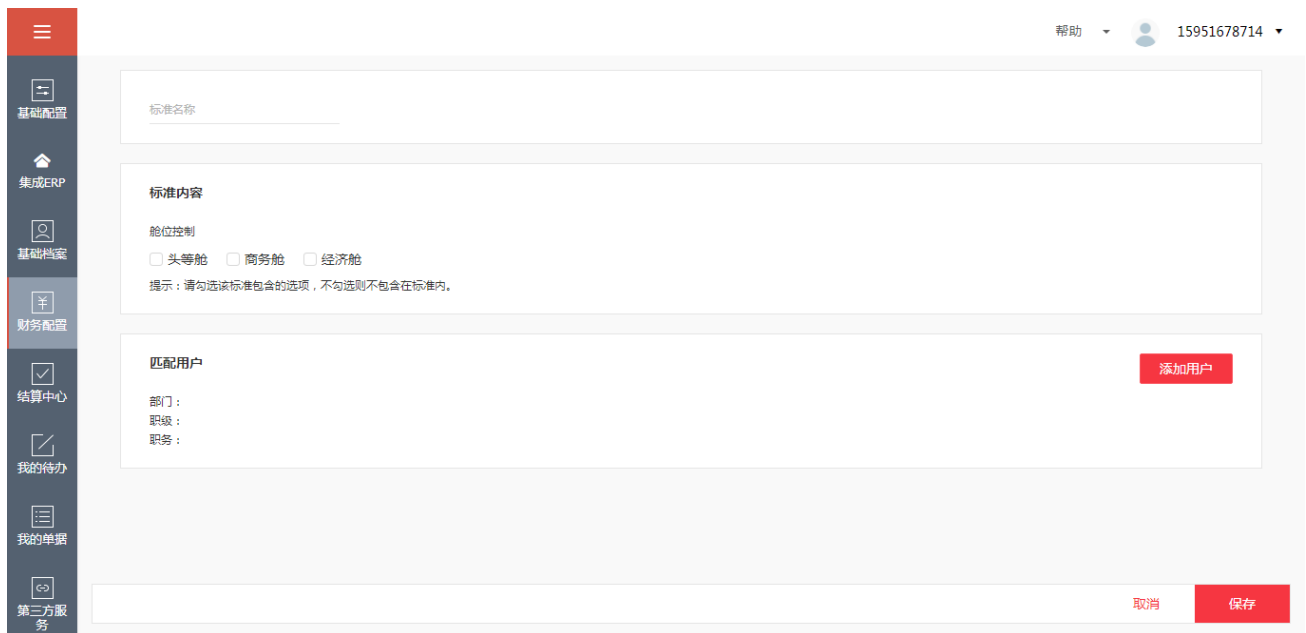 帮助
15951678714
基础配置
集成ERP
基础档案
财务配置
结算中心
我的待办
我的单据
第三方服
务
标准名称
标准内容
舱位控制
头等舱 商务舱 经济舱
提示：请勾选该标准包含的选项，不勾选则不包含在标准内。
匹配用户
添加用户
部门：
职级：
职务：
取消
保存